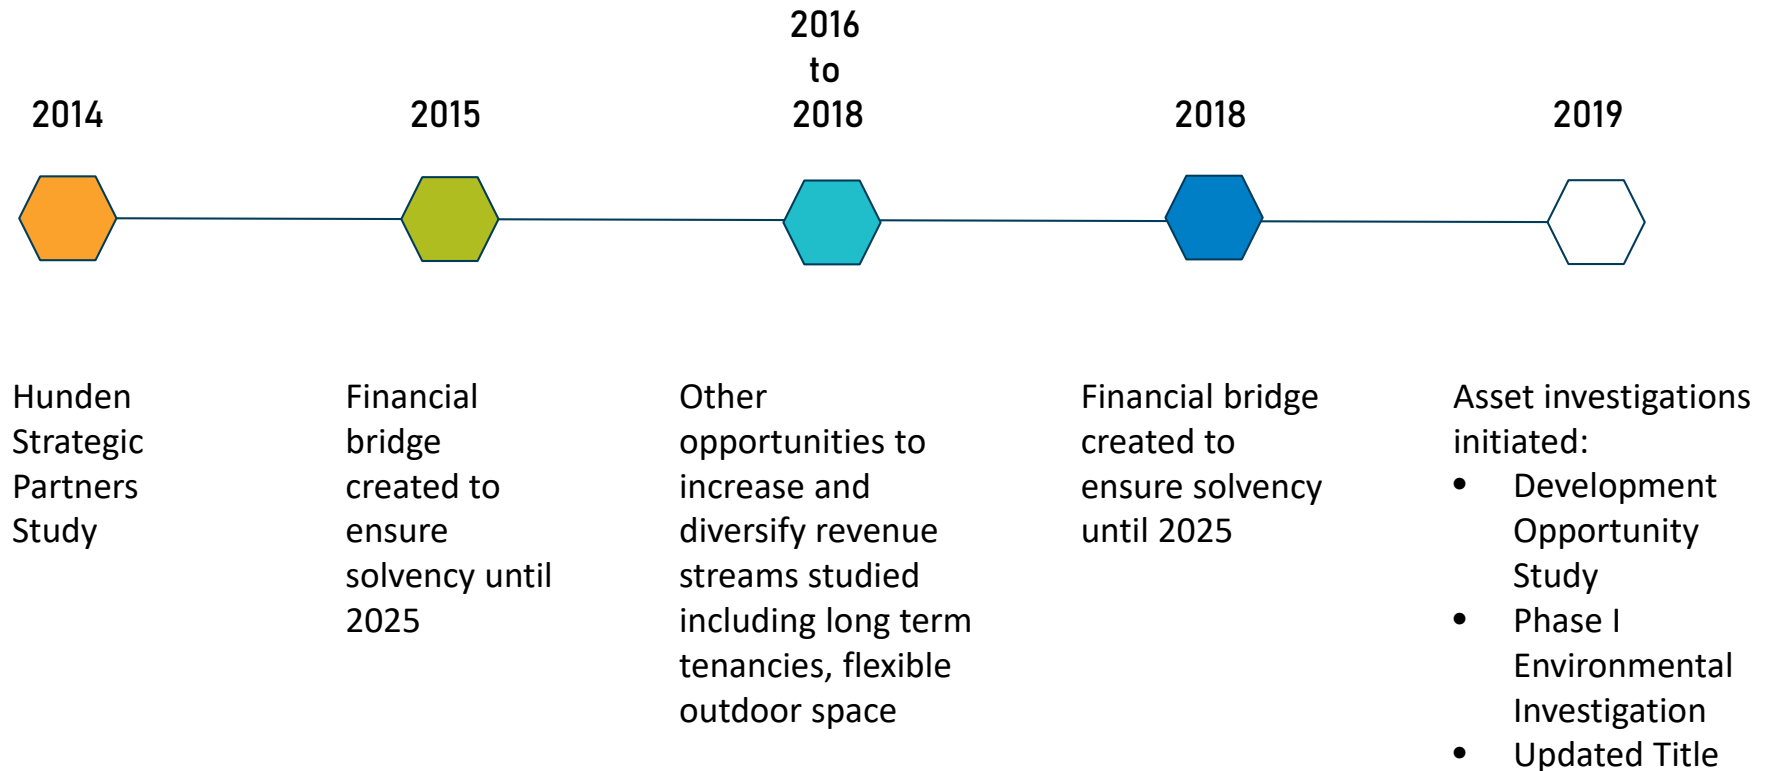 2014
2015
2016
to
2018
2018
2019
Hunden
Strategic
Partners
Study
Financial
bridge
created to
ensure
solvency until
2025
Other
opportunities to
increase and
diversify revenue
streams studied
including long term
tenancies, flexible
outdoor space
Financial bridge
created to
ensure solvency
until 2025
Asset investigations
initiated:
• Development
Opportunity
Study
• Phase I
Environmental
Investigation
• Updated Title